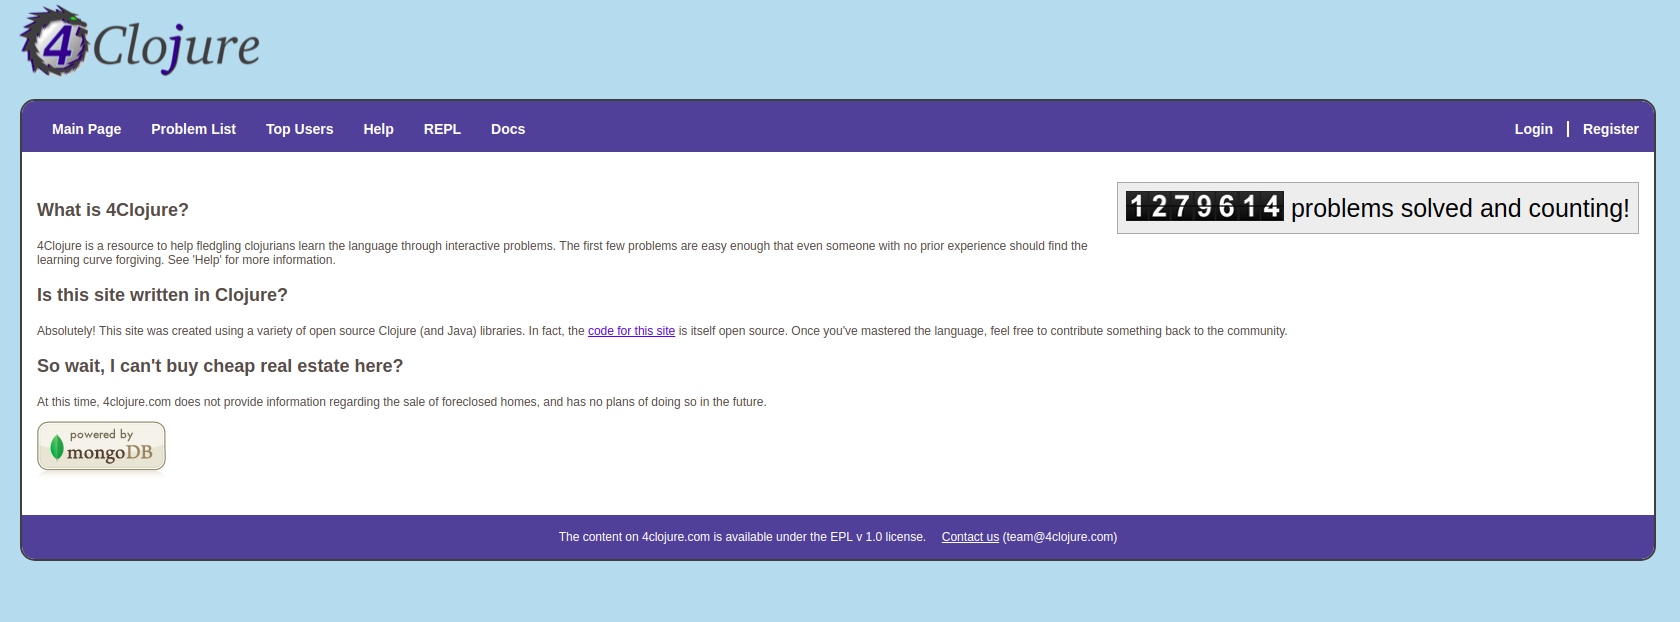 4Clojure
Main Page Problem List Top Users Help REPL Docs Login Register
1279614 problems solved and counting!
What is 4Clojure?
4Clojure is a resource to help fledgling clojurians learn the language through interactive problems. The first few problems are easy enough that even someone with no prior experience should find the
learning curve forgiving. See 'Help' for more information.
Is this site written in Clojure?
Absolutely! This site was created using a variety of open source Clojure (and Java) libraries. In fact, the code for this site is itself open source. Once you've mastered the language, feel free to contribute something back to the community.
So wait, I can't buy cheap real estate here?
At this time, 4clojure.com does not provide information regarding the sale of foreclosed homes, and has no plans of doing so in the future.
powered by
mongoDB
The content on 4clojure.com is available under the EPL v 1.0 license. Contact us (team@4clojure.com)